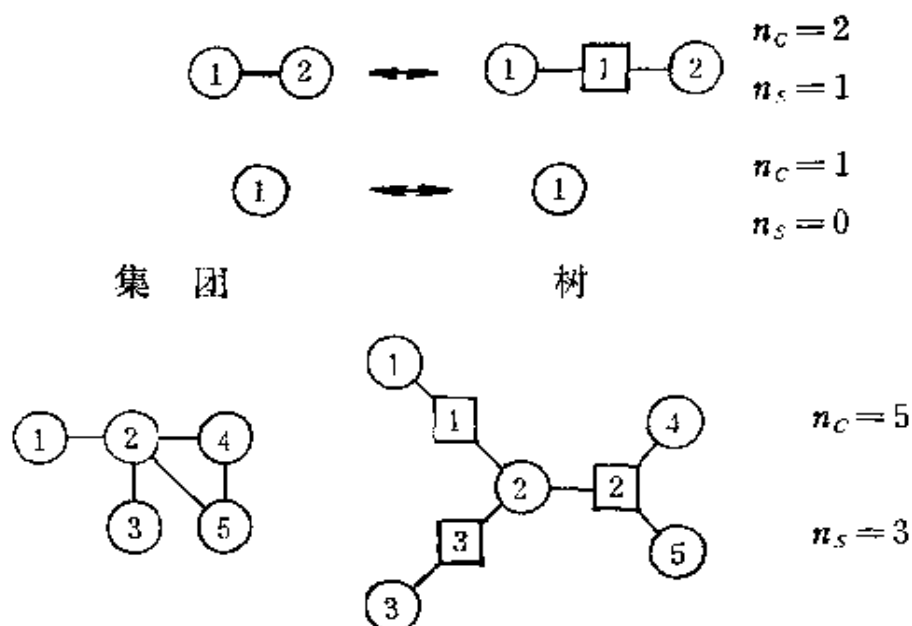 n_C = 2
1 2 1 1 2
n_S = 1
n_C = 1
1 1
n_S = 0
集 团 树
1
1 4
1 2 4 n_C = 5
2 2
3 5 3 5 n_S = 3
3